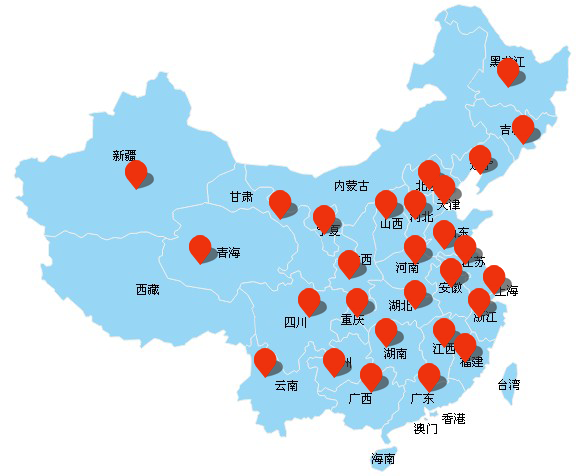 黑龙江
吉
新疆
辽宁
内蒙古
北京
甘肃
天津
河北
山西
宁夏
山东
青海
西
江苏
河南
西藏
安徽
上海
湖北
浙江
重庆
四川
江西
湖南
福建
州
云南
台湾
广西
广东
香港
澳门
海南